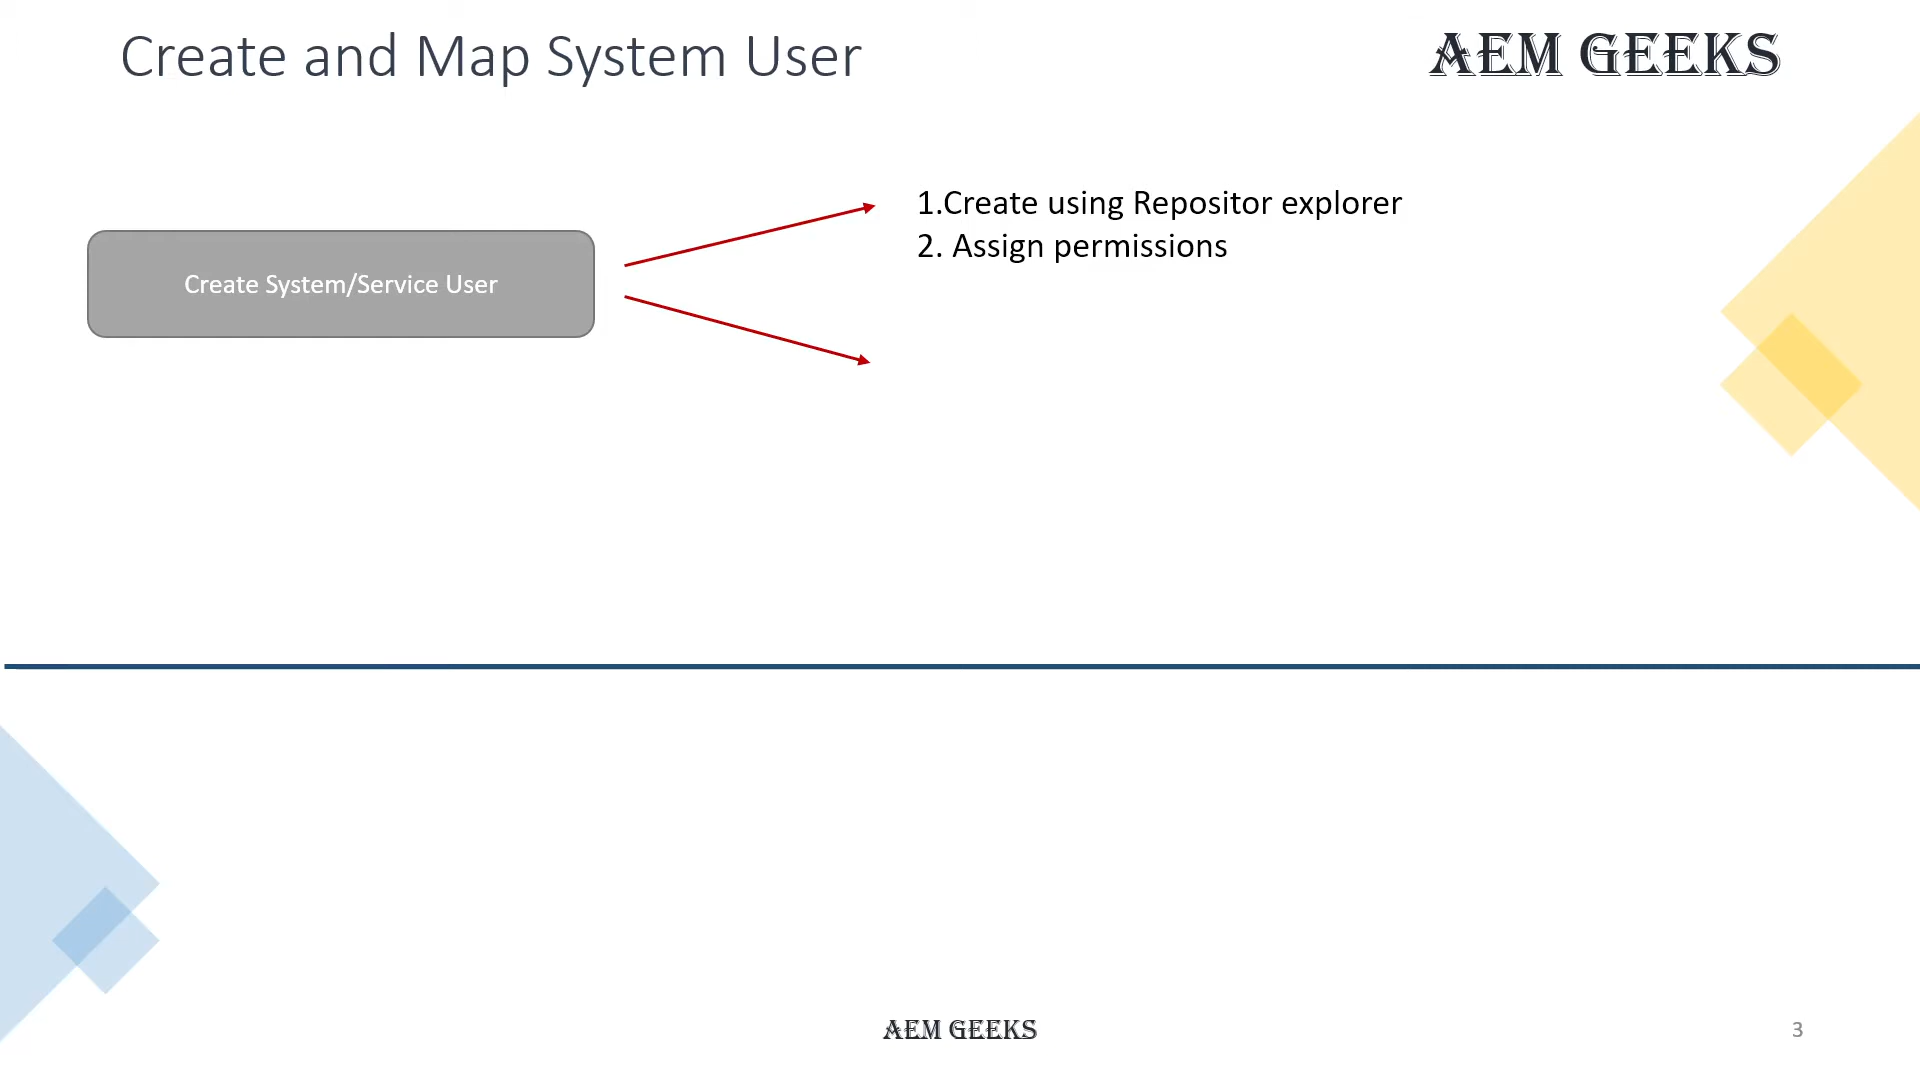 Create and Map System User
AEM GEEKS
1.Create using Repositor explorer
2. Assign permissions
Create System/Service User
AEM GEEKS
3